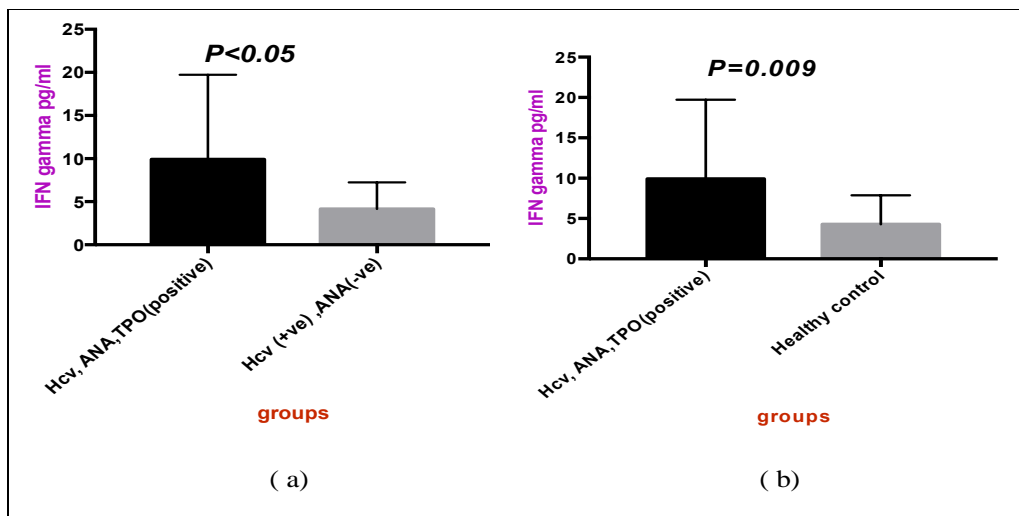 25
20
15
10
5
0
IFN gamma pg/ml
P<0.05
Hcv, ANA,TPO(positive)
Hcv (+ve) ,ANA(-ve)
groups
( a)
25
20
15
10
5
0
IFN gamma pg/ml
P=0.009
Hcv, ANA,TPO(positive)
Healthy control
groups
( b)